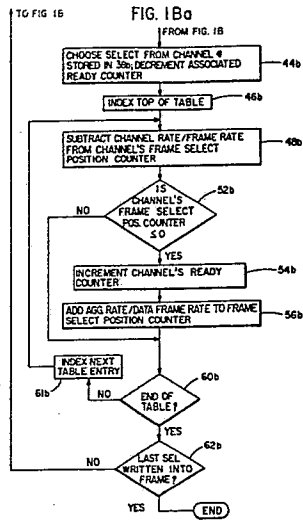 TO FIG. 1B
FIG. 1Ba
FROM FIG. 1B
CHOOSE SELECT FROM CHANNEL #
STORED IN 38b; DECREMENT ASSOCIATED
READY COUNTER
44b
INDEX TOP OF TABLE
46b
SUBTRACT CHANNEL RATE/FRAME RATE
FROM CHANNEL'S FRAME SELECT
POSITION COUNTER
48b
IS
CHANNEL'S
FRAME SELECT
POS. COUNTER
≤0
52b
NO
YES
INCREMENT CHANNEL'S READY
COUNTER
54b
ADD AGG. RATE/DATA FRAME RATE TO FRAME
SELECT POSITION COUNTER
56b
INDEX NEXT
TABLE ENTRY
61b
NO
END OF
TABLE?
60b
YES
LAST SEL
WRITTEN INTO
FRAME?
62b
NO
YES
END